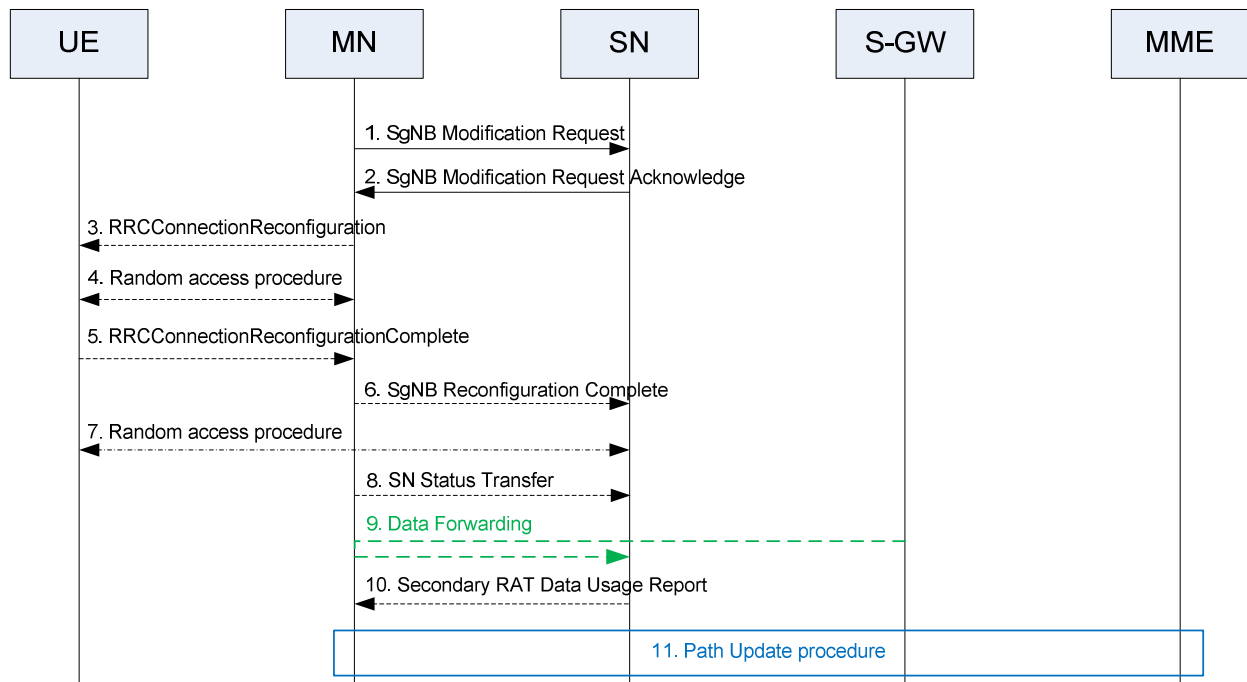 UE MN SN S-GW MME
1. SgNB Modification Request
2. SgNB Modification Request Acknowledge
3. RRCConnectionReconfiguration
4. Random access procedure
5. RRCConnectionReconfigurationComplete
6. SgNB Reconfiguration Complete
7. Random access procedure
8. SN Status Transfer
9. Data Forwarding
10. Secondary RAT Data Usage Report
11. Path Update procedure